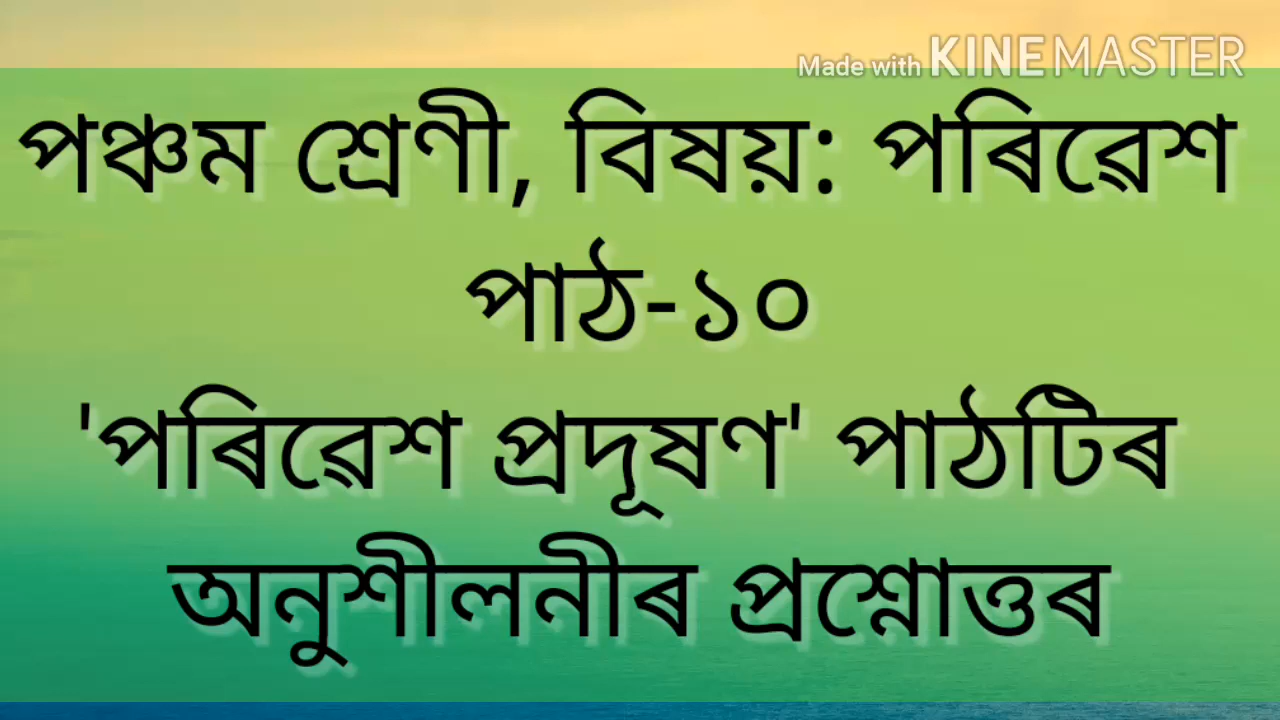 Made with KINEMASTER
পঞ্চম শ্ৰেণী, বিষয়: পৰিৱেশ
পাঠ-১০
'পৰিৱেশ প্ৰদূষণ' পাঠটিৰ
অনুশীলনীৰ প্ৰশ্নোত্তৰ